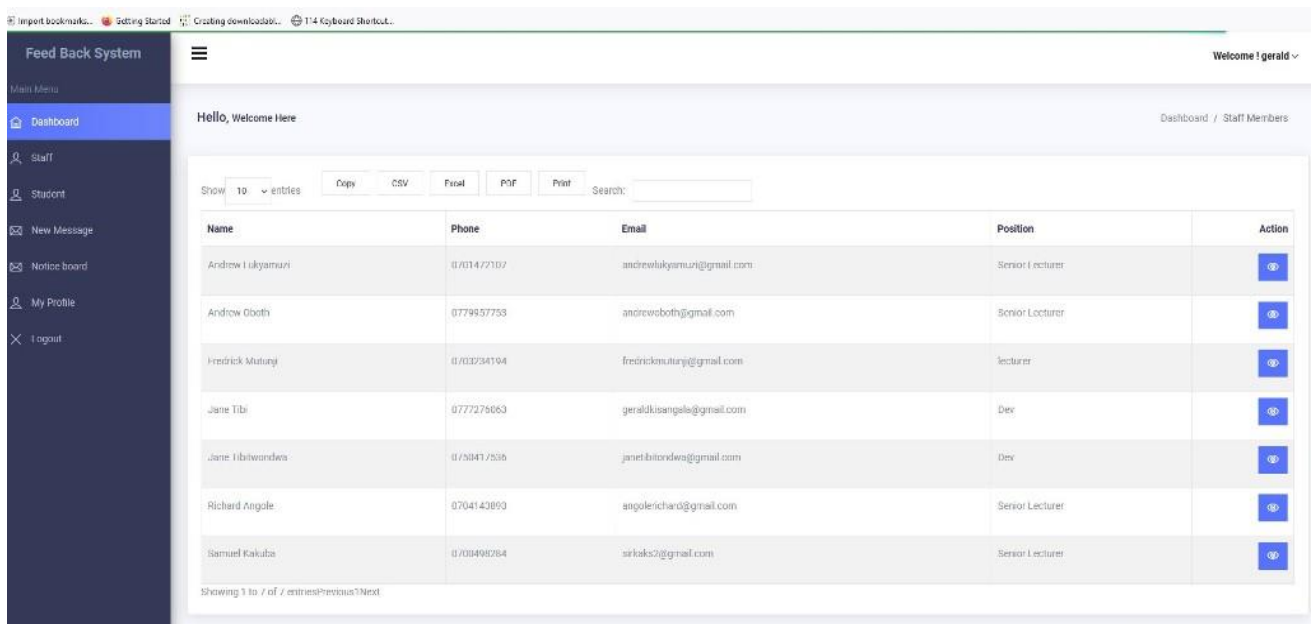 Import bookmarks... Getting Started Creating downloadabl... 114 Keyboard Shortcut...
Feed Back System
Welcome ! gerald
Main Menu
Dashboard
Staff
Student
New Message
Notice board
My Profile
Logout
Hello, Welcome Here
Dashboard / Staff Members
Show 10 entries Copy CSV Excel PDF Print Search:
Name Phone Email Position Action
Andrew Lukyamuzi 0701472107 andrewlukyamuzi@gmail.com Senior Lecturer
Andrew Oboth 0779957753 andrewoboth@gmail.com Senior Lecturer
Fredrick Mutunji 0703234194 fredrickmutunji@gmail.com lecturer
Jane Tibi 0777276063 geraldkisangala@gmail.com Dev
Jane Tibitwondwa 0750417536 janetibitondwa@gmail.com Dev
Richard Angole 0704143893 angolerichard@gmail.com Senior Lecturer
Samuel Kakuba 0700498284 sirkaks2@gmail.com Senior Lecturer
Showing 1 to 7 of 7 entriesPrevious1Next